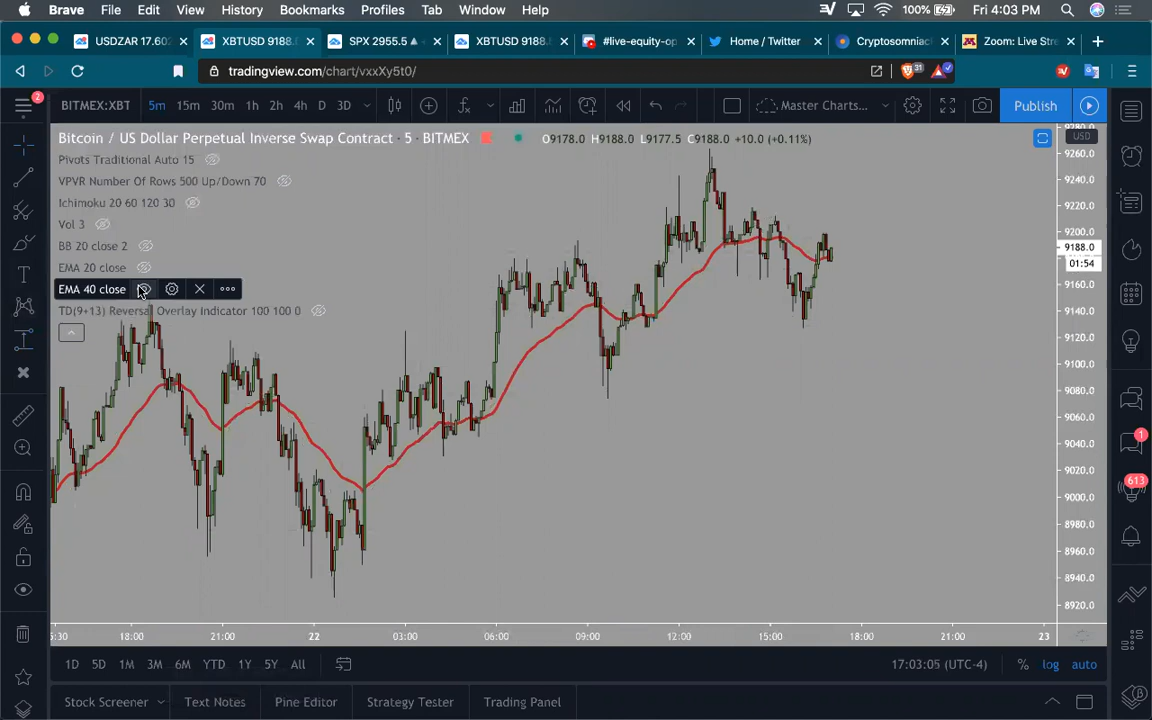 Brave File Edit View History Bookmarks Profiles Tab Window Help 100% Fri 4:03 PM
USDZAR 17.602 XBTUSD 9188. SPX 2955.5 XBTUSD 9188. #live-equity-op Home / Twitter Cryptosomniac Zoom: Live Stre
tradingview.com/chart/vxxXy5t0/ 31
2 BITMEX:XBT 5m 15m 30m 1h 2h 4h D 3D Master Charts... Publish
Bitcoin / US Dollar Perpetual Inverse Swap Contract · 5 · BITMEX O9178.0 H9188.0 L9177.5 C9188.0 +10.0 (+0.11%)
USD
Pivots Traditional Auto 15
VPVR Number Of Rows 500 Up/Down 70
Ichimoku 20 60 120 30
Vol 3
BB 20 close 2
EMA 20 close
EMA 40 close
TD(9+13) Reversal Overlay Indicator 100 100 0
9280.0
9260.0
9240.0
9220.0
9200.0
9188.0
01:54
9160.0
9140.0
9120.0
9100.0
9080.0
9060.0
9040.0
9020.0
9000.0
8980.0
8960.0
8940.0
8920.0
1
613
5:30 18:00 21:00 22 03:00 06:00 09:00 12:00 15:00 18:00 21:00 23
1D 5D 1M 3M 6M YTD 1Y 5Y All 17:03:05 (UTC-4) % log auto
Stock Screener Text Notes Pine Editor Strategy Tester Trading Panel